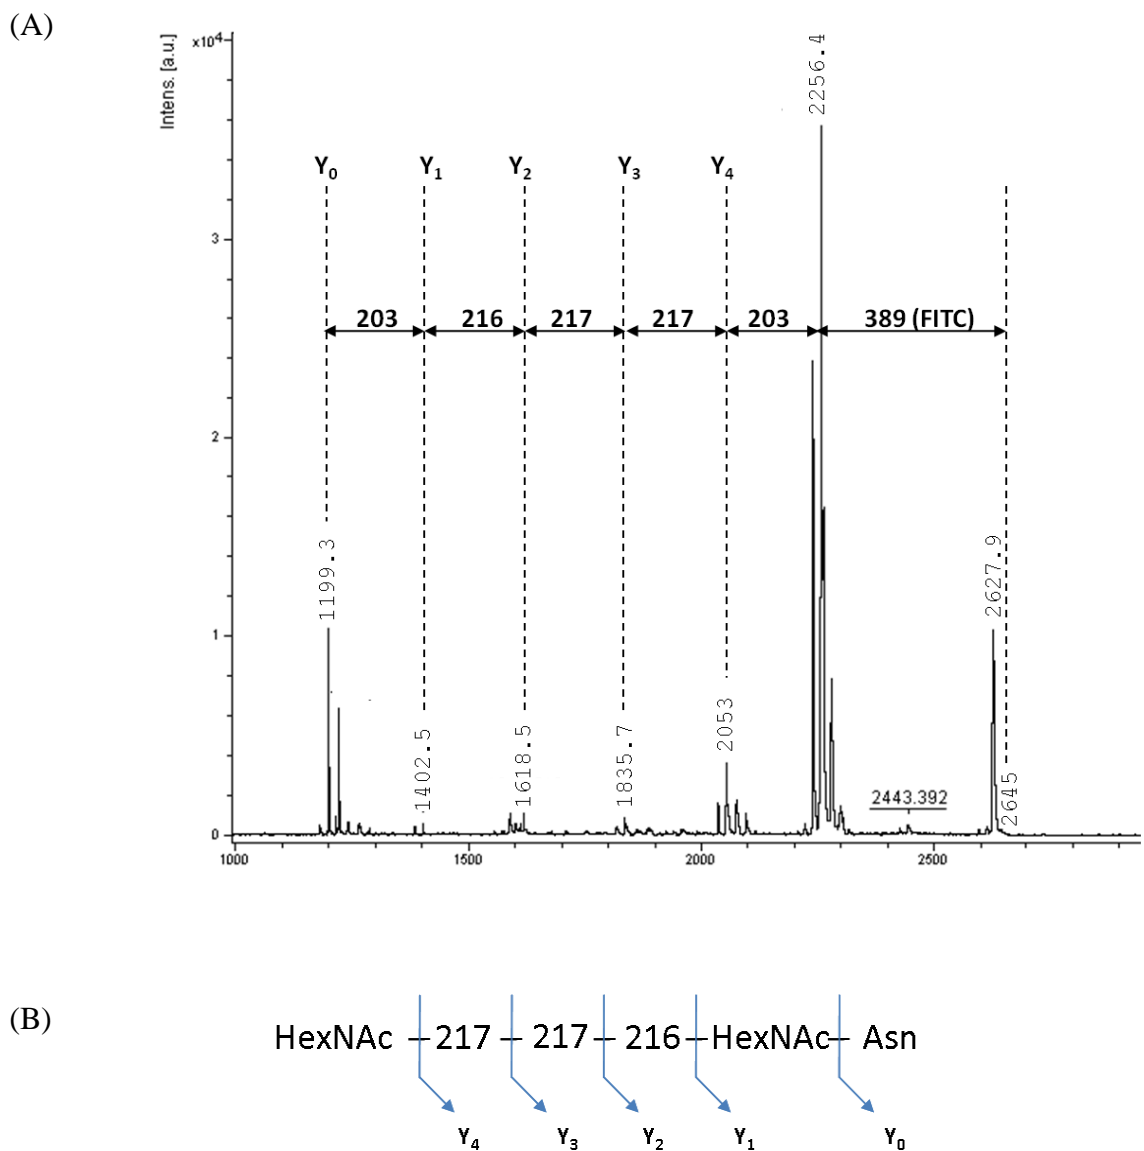 (A)
x10⁴
Intens. [a.u.]
2256.4
Y₀ Y₁ Y₂ Y₃ Y₄
3
203 216 217 217 203 389 (FITC)
2
1199.3
2627.9
1
1402.5
1618.5
1835.7
2053
2443.392
2645
0
1000 1500 2000 2500
(B)
HexNAc – 217 – 217 – 216 – HexNAc – Asn
Y₄ Y₃ Y₂ Y₁ Y₀